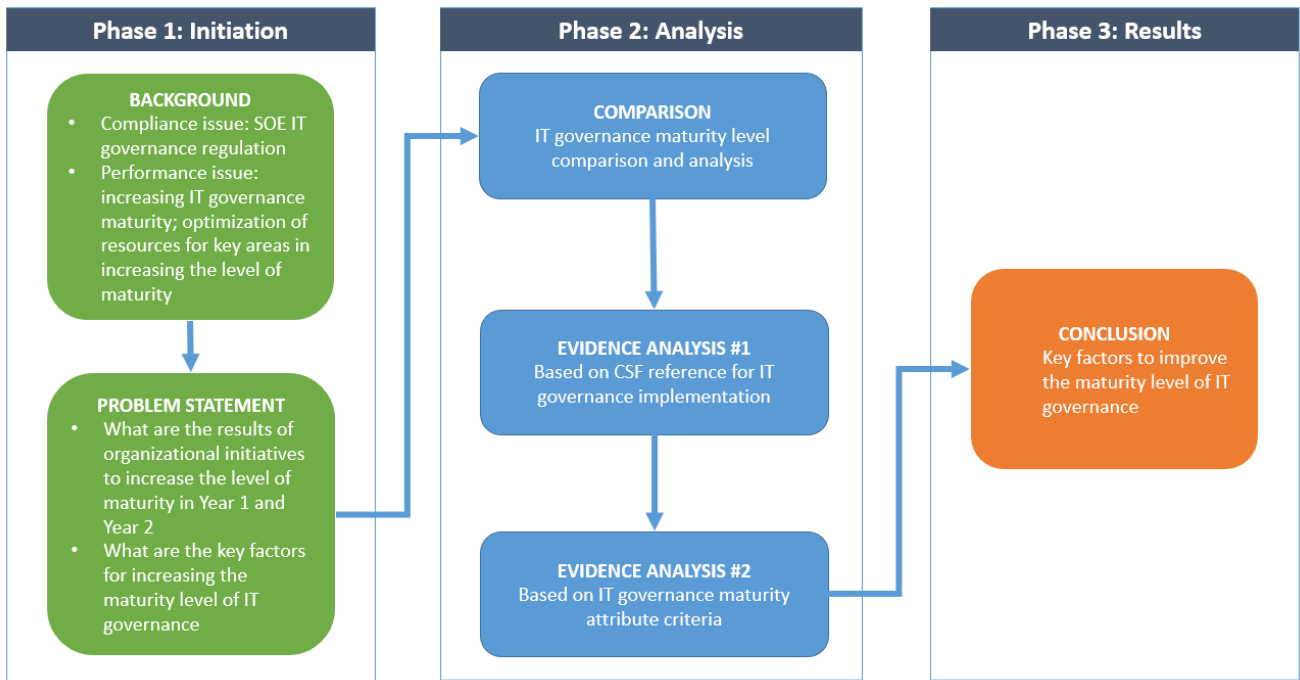 Phase 1: Initiation
BACKGROUND
• Compliance issue: SOE IT
governance regulation
• Performance issue:
increasing IT governance
maturity; optimization of
resources for key areas in
increasing the level of
maturity
PROBLEM STATEMENT
• What are the results of
organizational initiatives
to increase the level of
maturity in Year 1 and
Year 2
• What are the key factors
for increasing the
maturity level of IT
governance
Phase 2: Analysis
COMPARISON
IT governance maturity level
comparison and analysis
EVIDENCE ANALYSIS #1
Based on CSF reference for IT
governance implementation
EVIDENCE ANALYSIS #2
Based on IT governance maturity
attribute criteria
Phase 3: Results
CONCLUSION
Key factors to improve
the maturity level of IT
governance